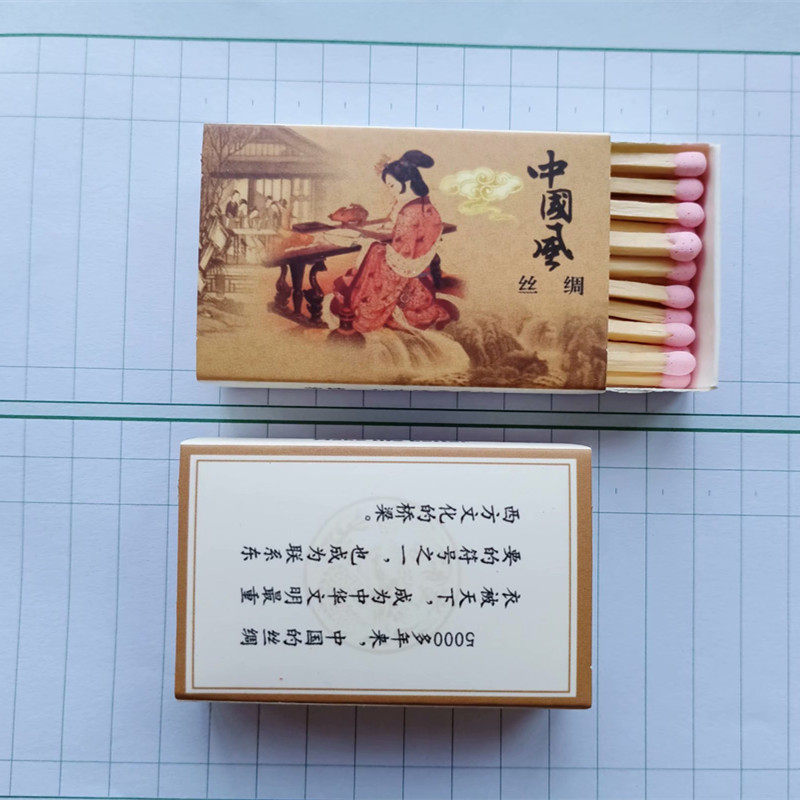 中國風
丝绸
5000多年来，中国的丝绸
衣被天下，成为中华文明最重
要的符号之一，也成为联系东
西方文化的桥梁。